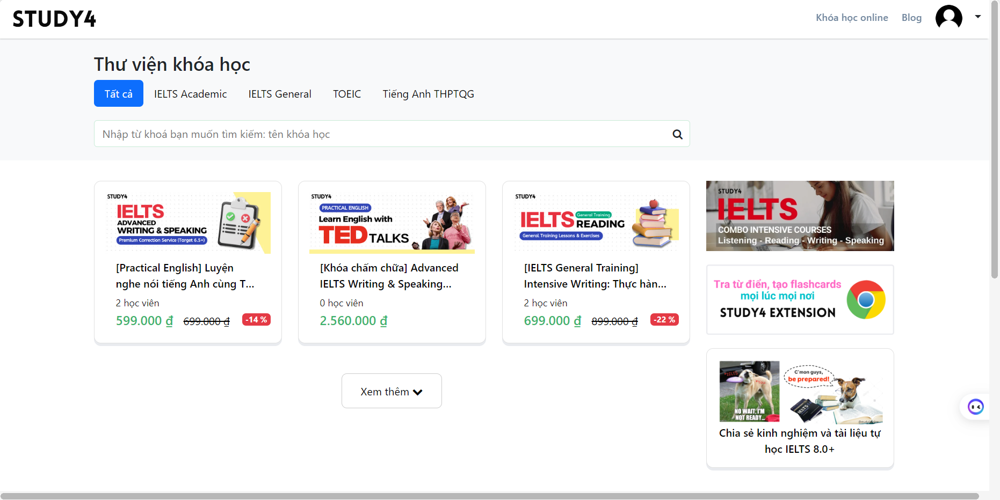 STUDY4
Khóa học online
Blog
Thư viện khóa học
Tất cả
IELTS Academic
IELTS General
TOEIC
Tiếng Anh THPTQG
Nhập từ khoá bạn muốn tìm kiếm: tên khóa học
STUDY4
IELTS
ADVANCED
WRITING & SPEAKING
Premium Correction Service (Target 6.5+)
[Practical English] Luyện
nghe nói tiếng Anh cùng T...
2 học viên
599.000 ₫ 699.000 ₫ -14 %
STUDY4
PRACTICAL ENGLISH
Learn English with
TED TALKS
[Khóa chấm chữa] Advanced
IELTS Writing & Speaking...
0 học viên
2.560.000 ₫
STUDY4
IELTS General Training
READING
General Training Lessons & Exercises
[IELTS General Training]
Intensive Writing: Thực hàn...
2 học viên
699.000 ₫ 899.000 ₫ -22 %
Xem thêm
STUDY4
IELTS
COMBO INTENSIVE COURSES
Listening - Reading - Writing - Speaking
Tra từ điển, tạo flashcards
mọi lúc mọi nơi
STUDY4 EXTENSION
*IELTS
*You
NO WAIT, I'M
NOT READY...
C'mon guys,
be prepared!
IELTS
Chia sẻ kinh nghiệm và tài liệu tự
học IELTS 8.0+